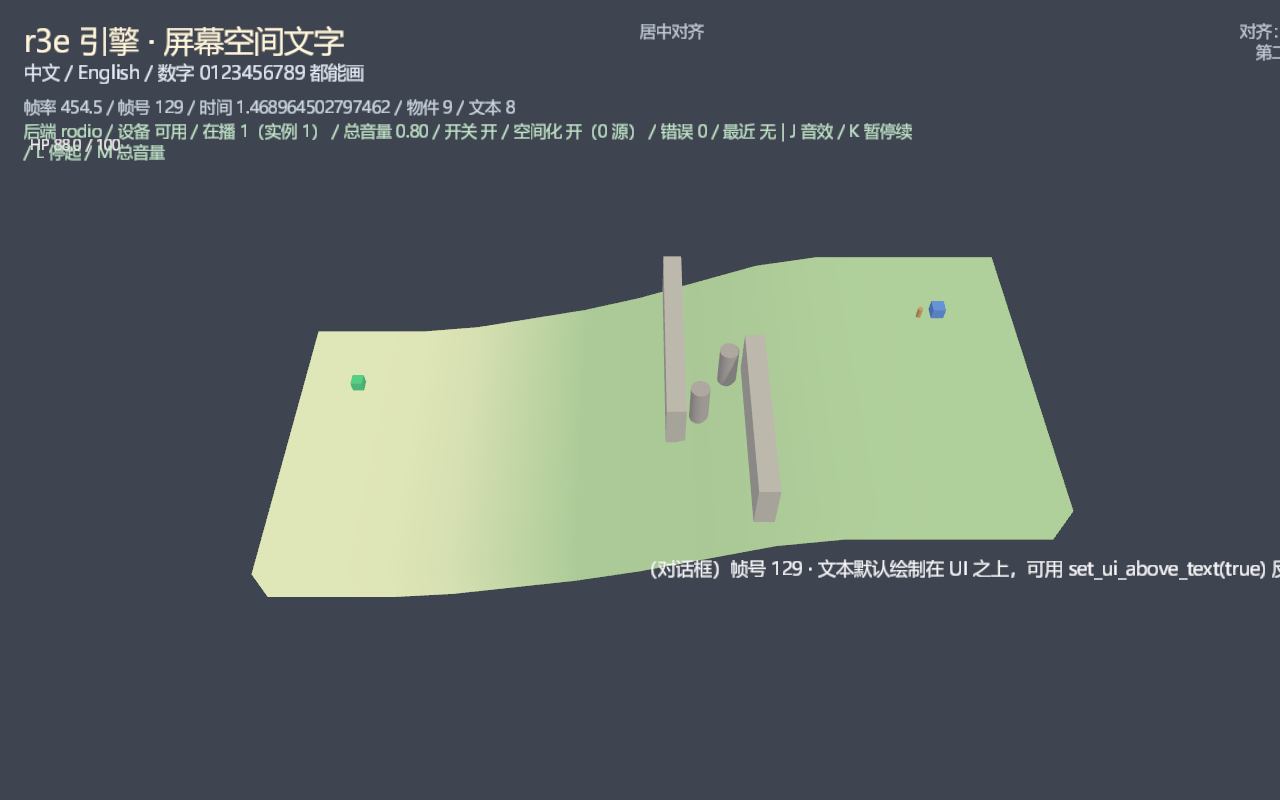 r3e 引擎 · 屏幕空间文字
居中对齐
对齐：
第二
中文 / English / 数字 0123456789 都能画
帧率 454.5 / 帧号 129 / 时间 1.468964502797462 / 物件 9 / 文本 8
后端 rodio / 设备 可用 / 在播 1（实例 1） / 总音量 0.80 / 开关 开 / 空间化 开（0 源） / 错误 0 / 最近 无 | J 音效 / K 暂停续
HP 88.0 / 100
/ L 停起 / M 总音量
（对话框）帧号 129 · 文本默认绘制在 UI 之上，可用 set_ui_above_text(true) 反